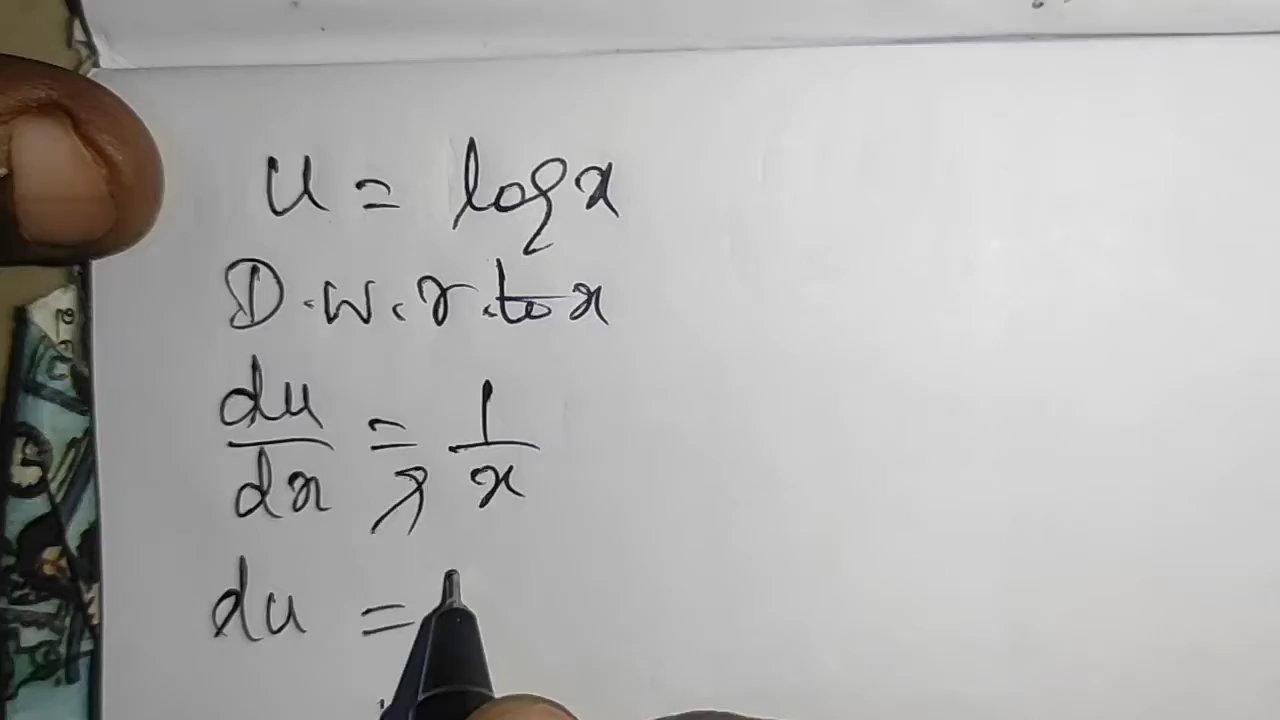 u = log x
D.w.r.to x
du/dx = 1/x
du =